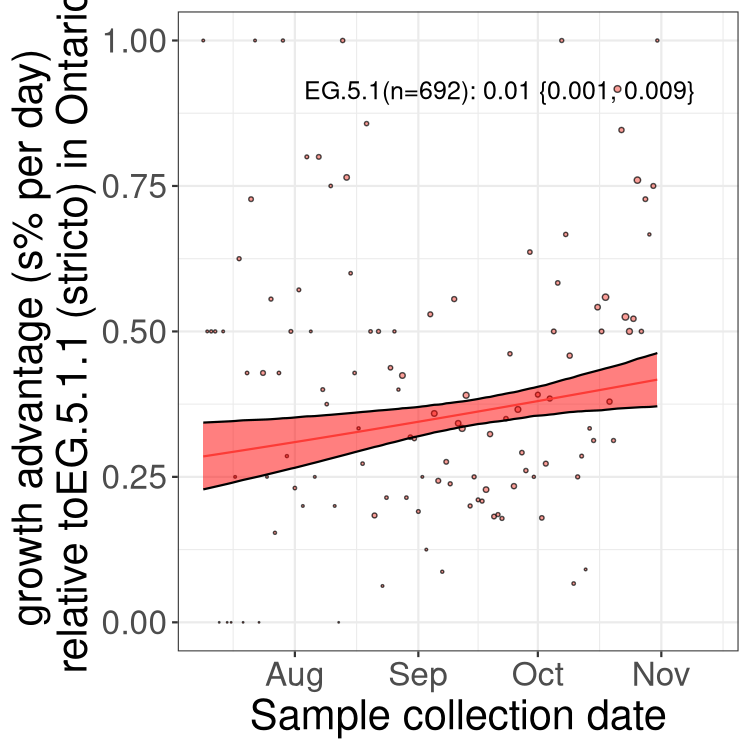 growth advantage (s% per day)
relative toEG.5.1.1 (stricto) in Ontario
1.00
0.75
0.50
0.25
0.00
EG.5.1(n=692): 0.01 {0.001, 0.009}
Aug Sep Oct Nov
Sample collection date